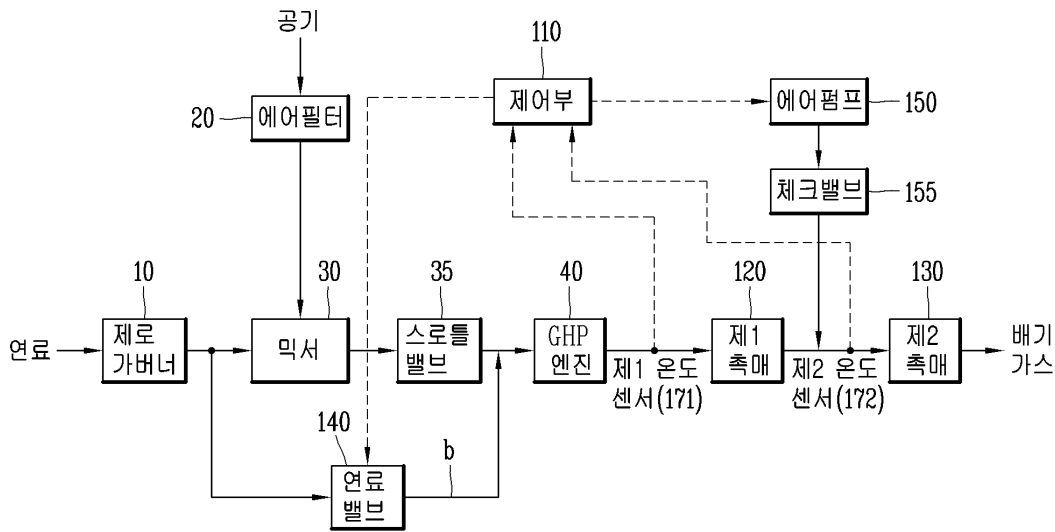 공기
110
20
에어필터
제어부
에어펌프
150
체크밸브
155
10
30
35
40
120
130
연료
제로
가버너
믹서
스로틀
밸브
GHP
엔진
제1 온도
센서(171)
제1
촉매
제2 온도
센서(172)
제2
촉매
배기
가스
140
연료
밸브
b